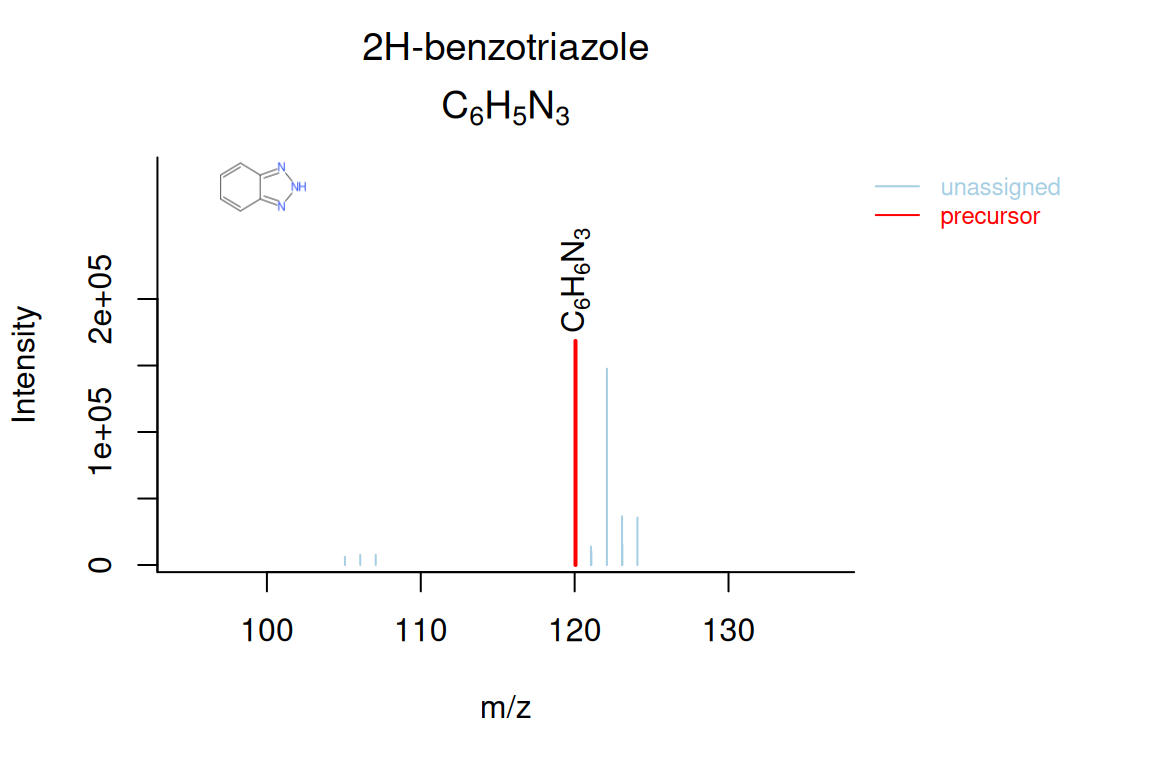 2H-benzotriazole
C₆H₅N₃
N
NH
N
unassigned
precursor
C₆H₆N₃
Intensity
2e+05
1e+05
0
100 110 120 130
m/z